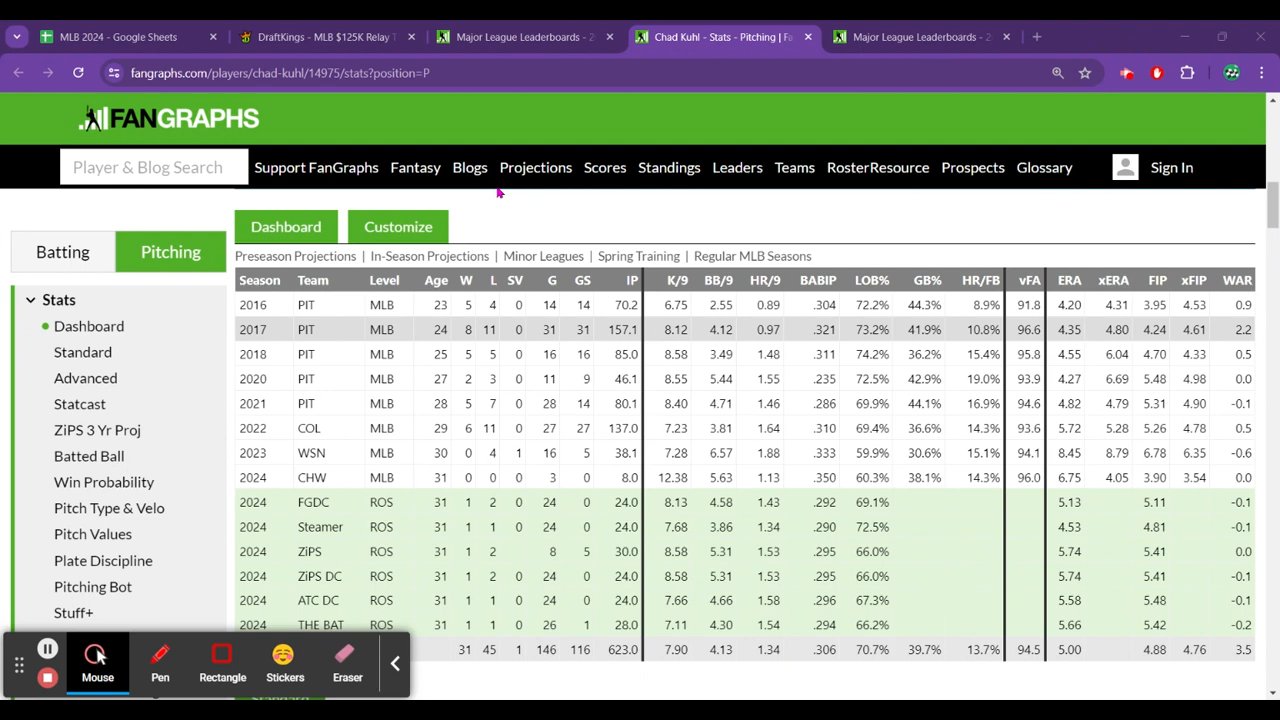 MLB 2024 - Google Sheets
DraftKings - MLB $125K Relay T
Major League Leaderboards - 2
Chad Kuhl - Stats - Pitching | Fa
Major League Leaderboards - 2
fangraphs.com/players/chad-kuhl/14975/stats?position=P
FANGRAPHS
Player & Blog Search
Support FanGraphs Fantasy Blogs Projections Scores Standings Leaders Teams RosterResource Prospects Glossary Sign In
Dashboard Customize
Batting Pitching
Preseason Projections | In-Season Projections | Minor Leagues | Spring Training | Regular MLB Seasons
Stats
Dashboard
Standard
Advanced
Statcast
ZiPS 3 Yr Proj
Batted Ball
Win Probability
Pitch Type & Velo
Pitch Values
Plate Discipline
Pitching Bot
Stuff+
Season Team Level Age W L SV G GS IP K/9 BB/9 HR/9 BABIP LOB% GB% HR/FB vFA ERA xERA FIP xFIP WAR
2016 PIT MLB 23 5 4 0 14 14 70.2 6.75 2.55 0.89 .304 72.2% 44.3% 8.9% 91.8 4.20 4.31 3.95 4.53 0.9
2017 PIT MLB 24 8 11 0 31 31 157.1 8.12 4.12 0.97 .321 73.2% 41.9% 10.8% 96.6 4.35 4.80 4.24 4.61 2.2
2018 PIT MLB 25 5 5 0 16 16 85.0 8.58 3.49 1.48 .311 74.2% 36.2% 15.4% 95.8 4.55 6.04 4.70 4.33 0.5
2020 PIT MLB 27 2 3 0 11 9 46.1 8.55 5.44 1.55 .235 72.5% 42.9% 19.0% 93.9 4.27 6.69 5.48 4.98 0.0
2021 PIT MLB 28 5 7 0 28 14 80.1 8.40 4.71 1.46 .286 69.9% 44.1% 16.9% 94.6 4.82 4.79 5.31 4.90 -0.1
2022 COL MLB 29 6 11 0 27 27 137.0 7.23 3.81 1.64 .310 69.4% 36.6% 14.3% 93.6 5.72 5.28 5.26 4.78 0.5
2023 WSN MLB 30 0 4 1 16 5 38.1 7.28 6.57 1.88 .333 59.9% 30.6% 15.1% 94.1 8.45 8.79 6.78 6.35 -0.6
2024 CHW MLB 31 0 0 0 3 0 8.0 12.38 5.63 1.13 .350 60.3% 38.1% 14.3% 96.0 6.75 4.05 3.90 3.54 0.0
2024 FGDC ROS 31 1 2 0 24 0 24.0 8.13 4.58 1.43 .292 69.1% 5.13 5.11 -0.1
2024 Steamer ROS 31 1 2 0 24 0 24.0 7.68 3.86 1.34 .290 72.5% 4.53 4.81 -0.1
2024 ZiPS ROS 31 1 2 0 8 5 30.0 8.58 5.31 1.53 .295 66.0% 5.74 5.41 0.0
2024 ZiPS DC ROS 31 1 2 0 24 0 24.0 8.58 5.31 1.53 .295 66.0% 5.74 5.41 -0.1
2024 ATC DC ROS 31 1 1 0 24 0 24.0 7.66 4.66 1.58 .296 67.3% 5.58 5.48 -0.1
2024 THE BAT ROS 31 1 1 0 26 1 28.0 7.11 4.30 1.54 .294 66.2% 5.66 5.42 -0.2
31 45 1 146 116 623.0 7.90 4.13 1.34 .306 70.7% 39.7% 13.7% 94.5 5.00 4.88 4.76 3.5
Mouse Pen Rectangle Stickers Eraser